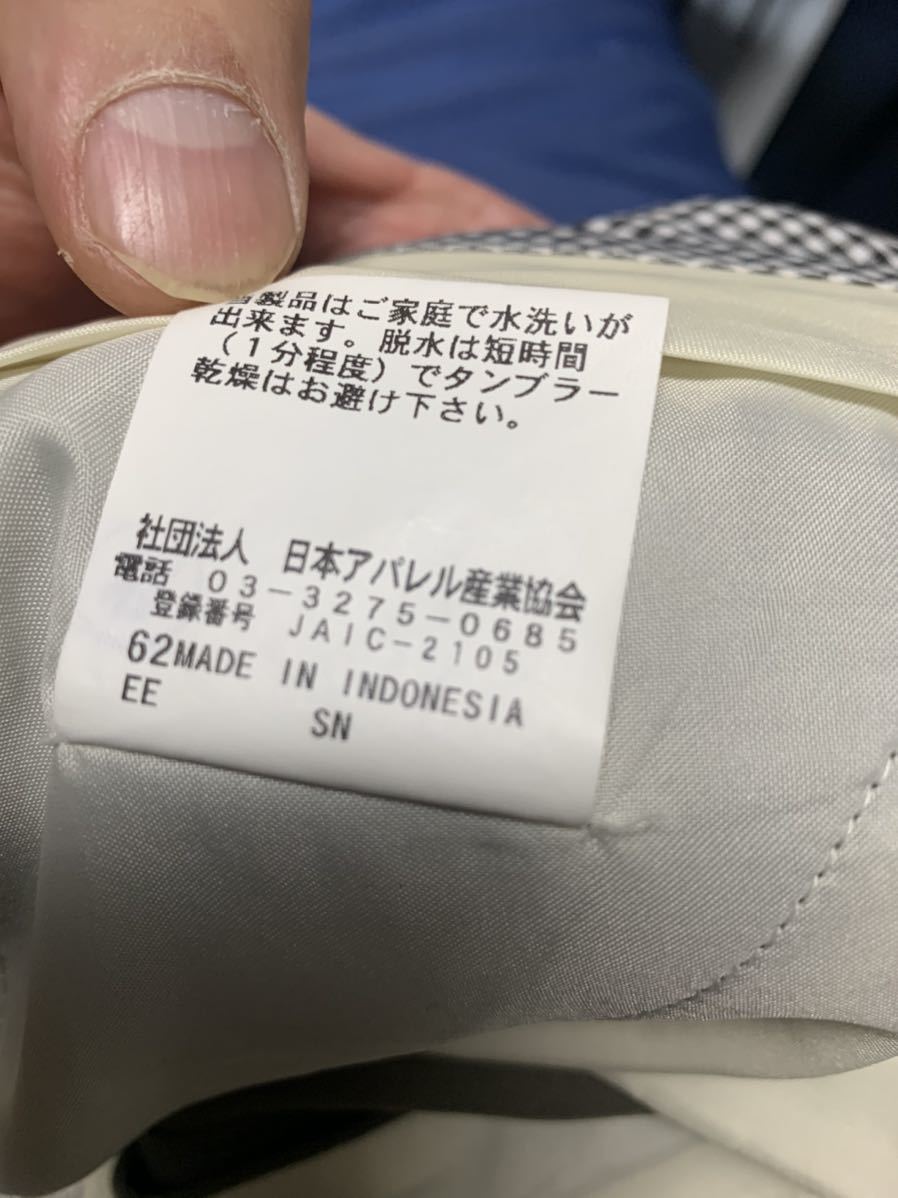 当製品はご家庭で水洗いが
出来ます。脱水は短時間
（1分程度）でタンブラー
乾燥はお避け下さい。
社団法人　日本アパレル産業協会
電話　03-3275-0685
登録番号　JAIC-2105
62MADE IN INDONESIA
EE
SN